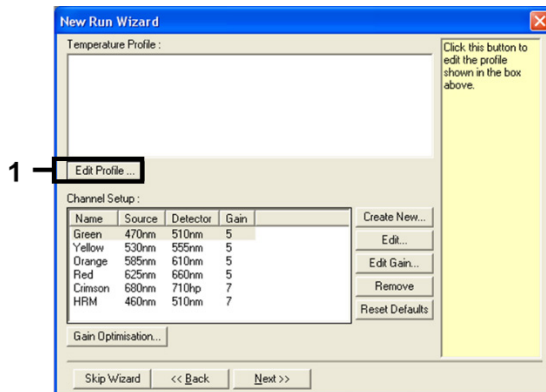 New Run Wizard
Temperature Profile :
Click this button to
edit the profile
shown in the box
above.
1
Edit Profile ...
Channel Setup :
Name Source Detector Gain
Green 470nm 510nm 5
Yellow 530nm 555nm 5
Orange 585nm 610nm 5
Red 625nm 660nm 5
Crimson 680nm 710hp 7
HRM 460nm 510nm 7
Create New...
Edit...
Edit Gain...
Remove
Reset Defaults
Gain Optimisation...
Skip Wizard << Back Next >>